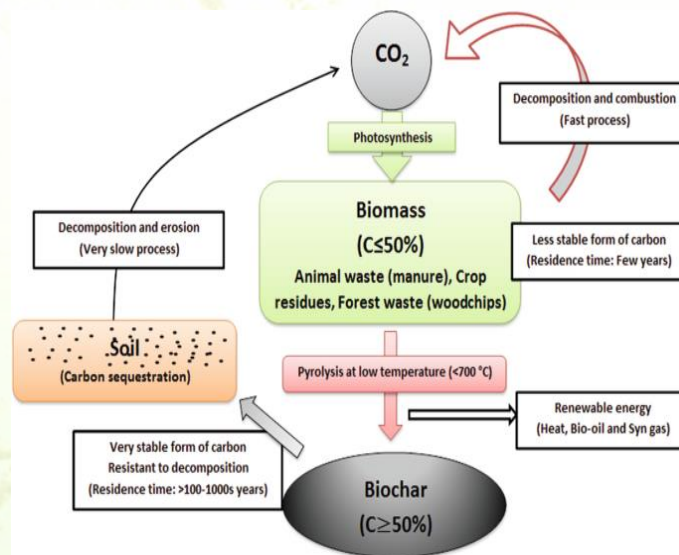 CO₂
Decomposition and combustion
(Fast process)
Photosynthesis
Biomass
(C≤50%)
Animal waste (manure), Crop
residues, Forest waste (woodchips)
Decomposition and erosion
(Very slow process)
Less stable form of carbon
(Residence time: Few years)
Soil
(Carbon sequestration)
Pyrolysis at low temperature (<700 °C)
Renewable energy
(Heat, Bio-oil and Syn gas)
Very stable form of carbon
Resistant to decomposition
(Residence time: >100-1000s years)
Biochar
(C≥50%)